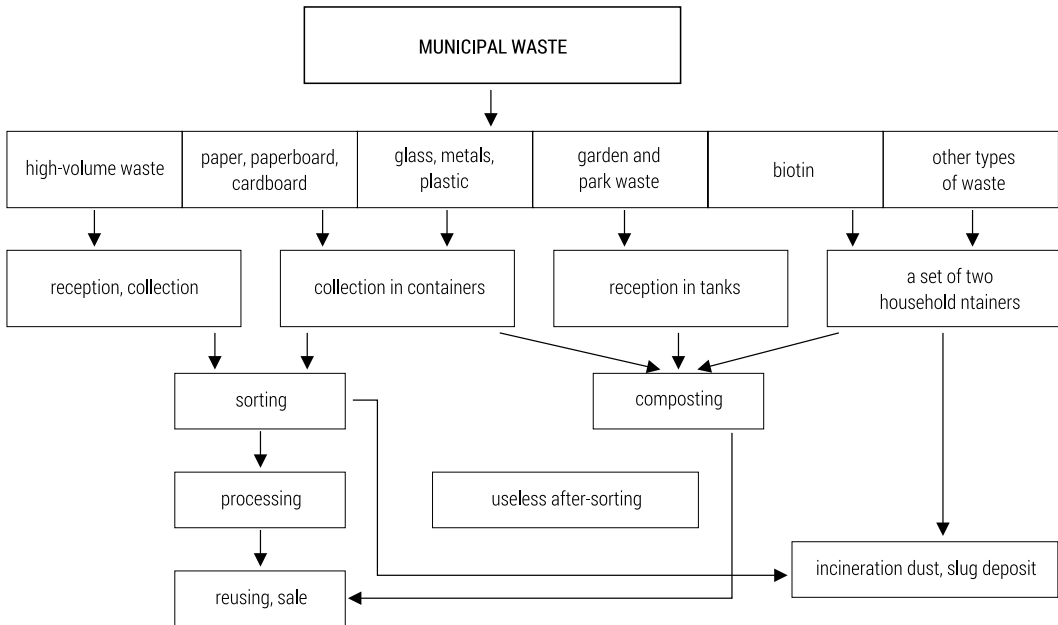 MUNICIPAL WASTE
high-volume waste
paper, paperboard,
cardboard
glass, metals,
plastic
garden and
park waste
biotin
other types
of waste
reception, collection
collection in containers
reception in tanks
a set of two
household ntainers
sorting
composting
processing
useless after-sorting
incineration dust, slug deposit
reusing, sale